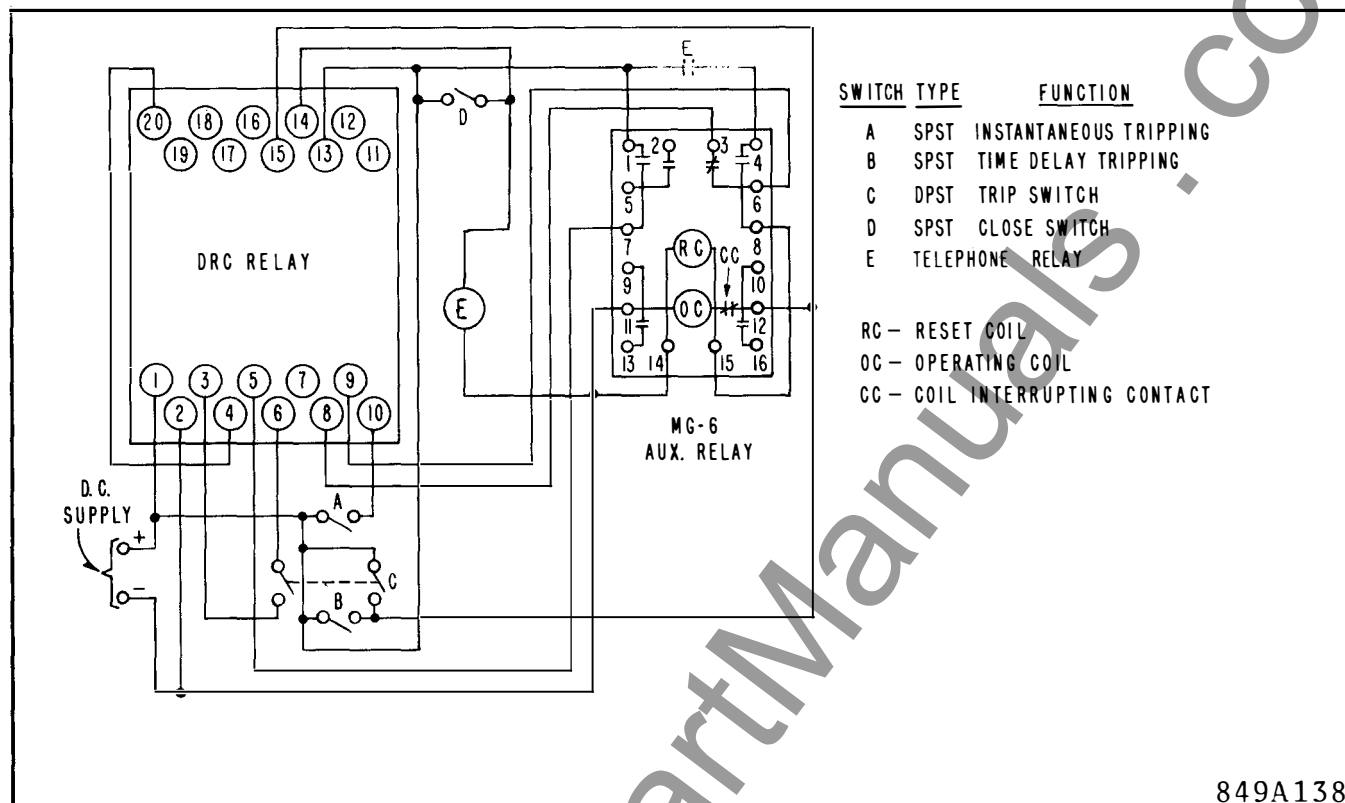 E
SWITCH TYPE FUNCTION
A SPST INSTANTANEOUS TRIPPING
B SPST TIME DELAY TRIPPING
C DPST TRIP SWITCH
D SPST CLOSE SWITCH
E TELEPHONE RELAY
RC – RESET COIL
OC – OPERATING COIL
CC – COIL INTERRUPTING CONTACT
20 18 16 14 12
19 17 15 13 11
DRC RELAY
1 3 5 7 9
2 4 6 8 10
D
E
1 2 3 4
5 6
7 8
RC CC
9 10
OC
11 12
13 14 15 16
MG-6
AUX. RELAY
D.C.
SUPPLY
+
–
A
C
B
849A138
artManuals . co